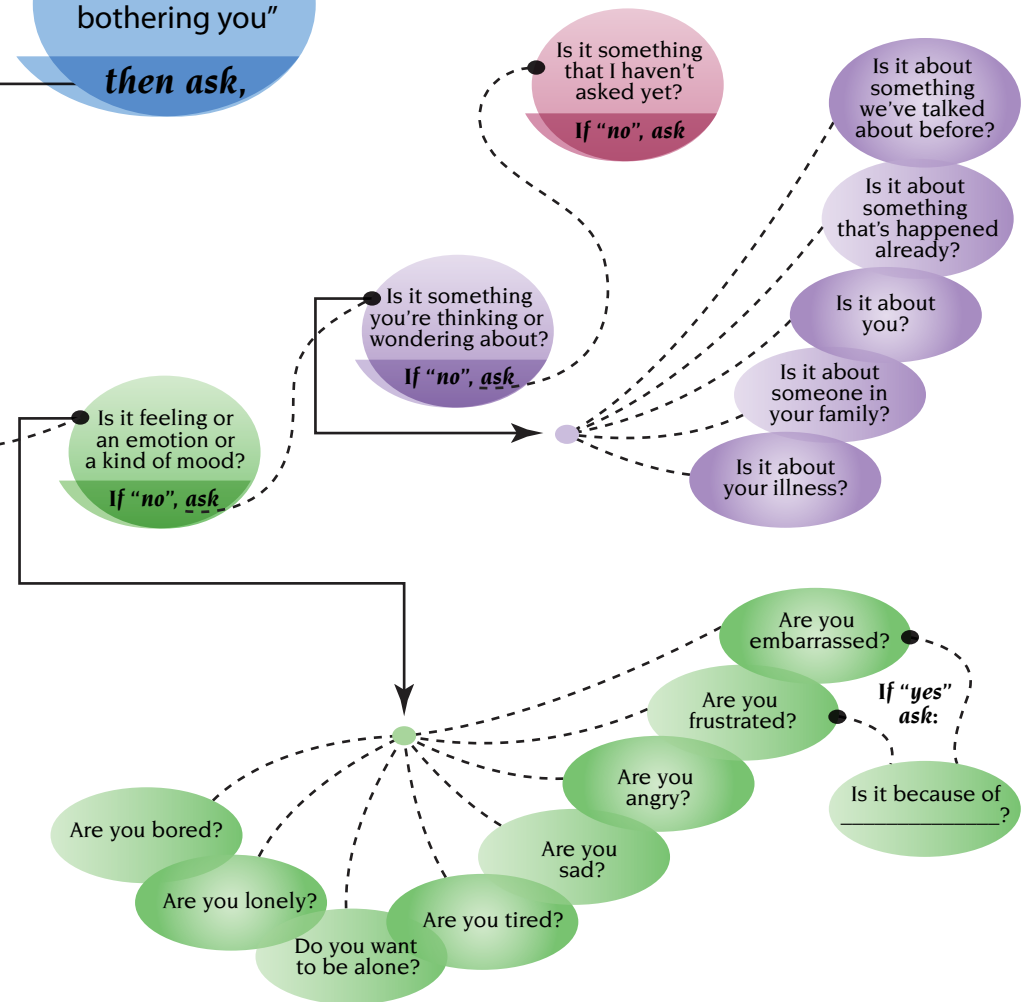 bothering you”
then ask,
Is it something
that I haven't
asked yet?
If “no”, ask
Is it about
something
we've talked
about before?
Is it about
something
that's happened
already?
Is it about
you?
Is it about
someone in
your family?
Is it about
your illness?
Is it something
you're thinking or
wondering about?
If “no”, ask
Is it feeling or
an emotion or
a kind of mood?
If “no”, ask
Are you
embarrassed?
If “yes”
ask:
Are you
frustrated?
Is it because of
______________?
Are you
angry?
Are you
sad?
Are you tired?
Do you want
to be alone?
Are you lonely?
Are you bored?